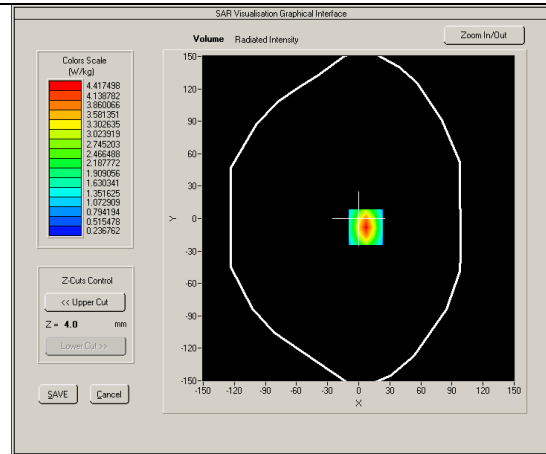 SAR Visualisation Graphical Interface
Volume Radiated Intensity
Zoom In/Out
Colors Scale
(W/kg)
4.417498
4.138782
3.860066
3.581351
3.302635
3.023919
2.745203
2.466488
2.187772
1.909056
1.630341
1.351625
1.072909
0.794194
0.515478
0.236762
Z-Cuts Control
<< Upper Cut
Z = 4.0 mm
Lower Cut >>
SAVE Cancel
150-
120-
90-
60-
30-
0-
-30-
-60-
-90-
-120-
-150-
Y
-150 -120 -90 -60 -30 0 30 60 90 120 150
X